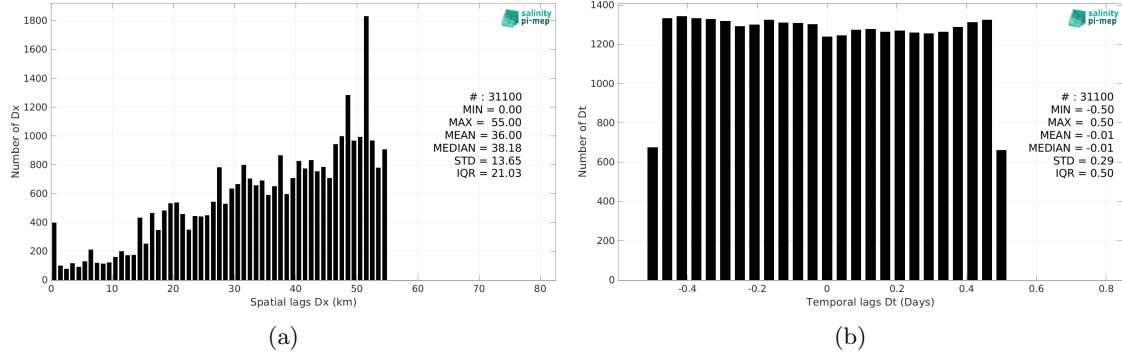 1800
1600
1400
1200
1000
800
600
400
200
0
Number of Dx
salinity
pi-mep
# : 31100
MIN = 0.00
MAX = 55.00
MEAN = 36.00
MEDIAN = 38.18
STD = 13.65
IQR = 21.03
0 10 20 30 40 50 60 70 80
Spatial lags Dx (km)
(a)
1400
1200
1000
800
600
400
200
0
Number of Dt
salinity
pi-mep
# : 31100
MIN = -0.50
MAX = 0.50
MEAN = -0.01
MEDIAN = -0.01
STD = 0.29
IQR = 0.50
-0.4 -0.2 0 0.2 0.4 0.6 0.8
Temporal lags Dt (Days)
(b)